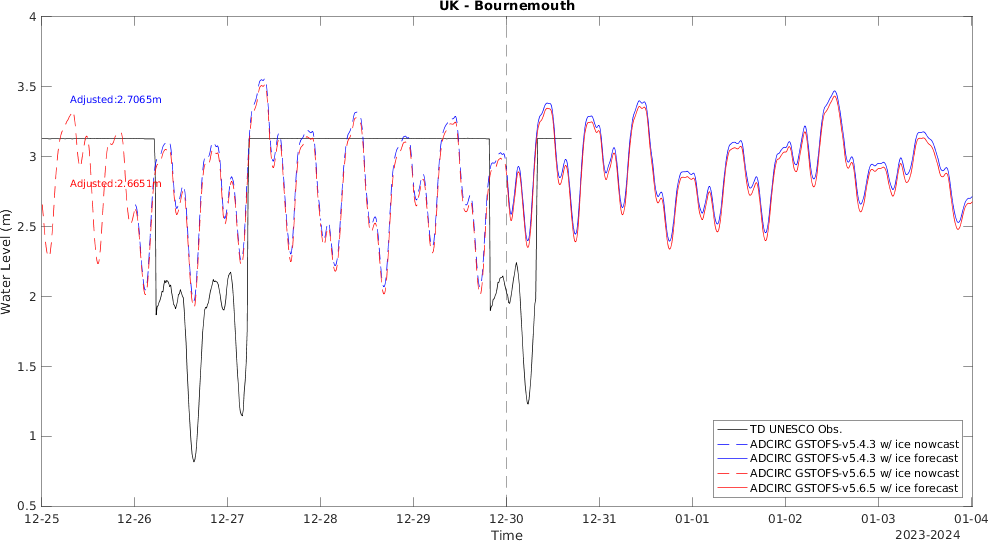 UK - Bournemouth
4
3.5
3
2.5
2
1.5
1
0.5
Water Level (m)
Adjusted:2.7065m
Adjusted:2.6651m
TD UNESCO Obs.
ADCIRC GSTOFS-v5.4.3 w/ ice nowcast
ADCIRC GSTOFS-v5.4.3 w/ ice forecast
ADCIRC GSTOFS-v5.6.5 w/ ice nowcast
ADCIRC GSTOFS-v5.6.5 w/ ice forecast
12-25 12-26 12-27 12-28 12-29 12-30 12-31 01-01 01-02 01-03 01-04
Time
2023-2024